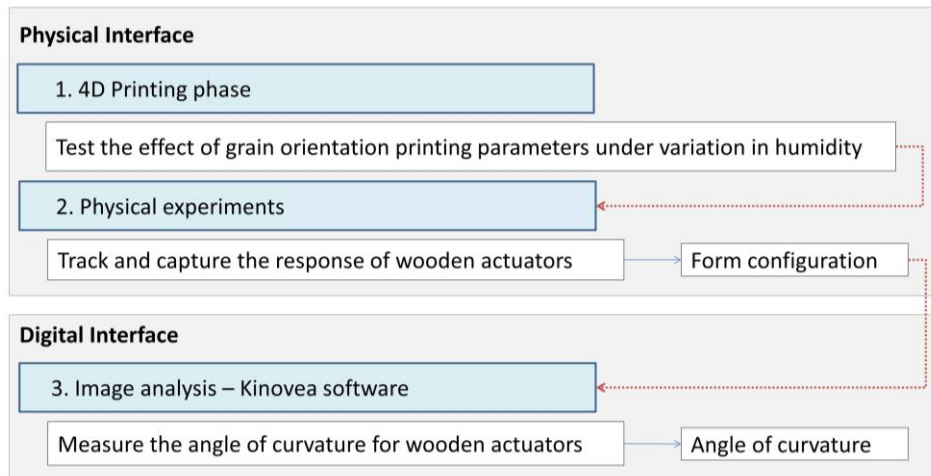 Physical Interface
1. 4D Printing phase
Test the effect of grain orientation printing parameters under variation in humidity
2. Physical experiments
Track and capture the response of wooden actuators
Form configuration
Digital Interface
3. Image analysis – Kinovea software
Measure the angle of curvature for wooden actuators
Angle of curvature